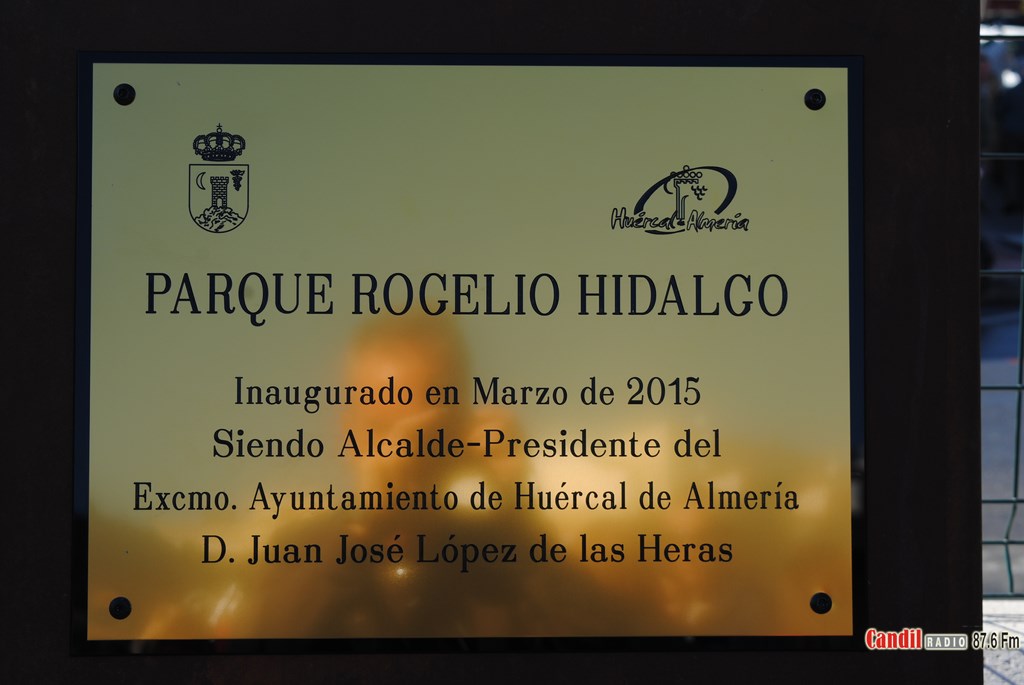 Huércal de Almería
PARQUE ROGELIO HIDALGO
Inaugurado en Marzo de 2015
Siendo Alcalde-Presidente del
Excmo. Ayuntamiento de Huércal de Almería
D. Juan José López de las Heras
Candil RADIO 87.6 Fm